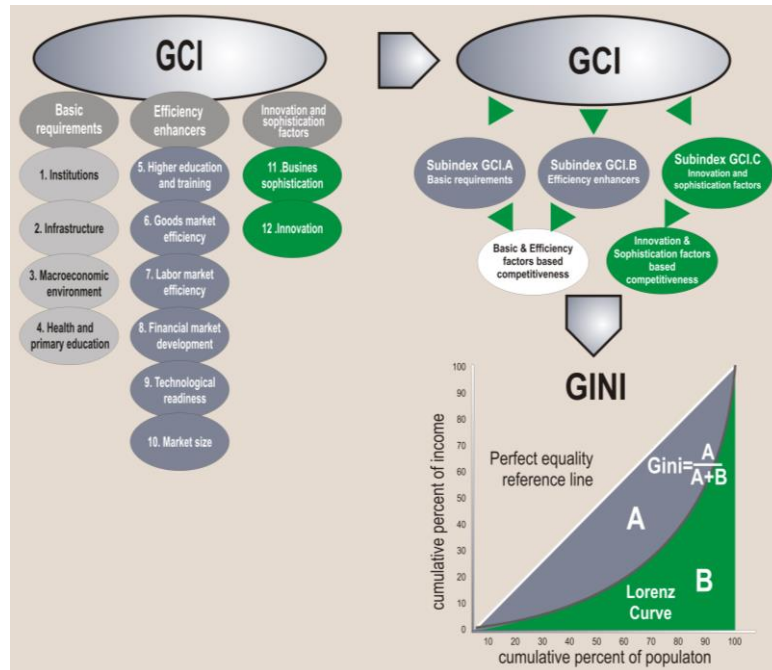 GCI
Basic
requirements
Efficiency
enhancers
Innovation and
sophistication
factors
1. Institutions
2. Infrastructure
3. Macroeconomic
environment
4. Health and
primary education
5. Higher education
and training
6. Goods market
efficiency
7. Labor market
efficiency
8. Financial market
development
9. Technological
readiness
10. Market size
11 .Busines
sophistication
12 .Innovation
GCI
Subindex GCI.A
Basic requirements
Subindex GCI.B
Efficiency enhancers
Subindex GCI.C
Innovation and
sophistication factors
Basic & Efficiency
factors based
competitiveness
Innovation &
Sophistication factors
based
competitiveness
GINI
cumulative percent of income
100
90
80
70
60
50
40
30
20
10
0
Perfect equality
reference line
Gini=A/A+B
A
B
Lorenz
Curve
10 20 30 40 50 60 70 80 90 100
cumulative percent of populaton